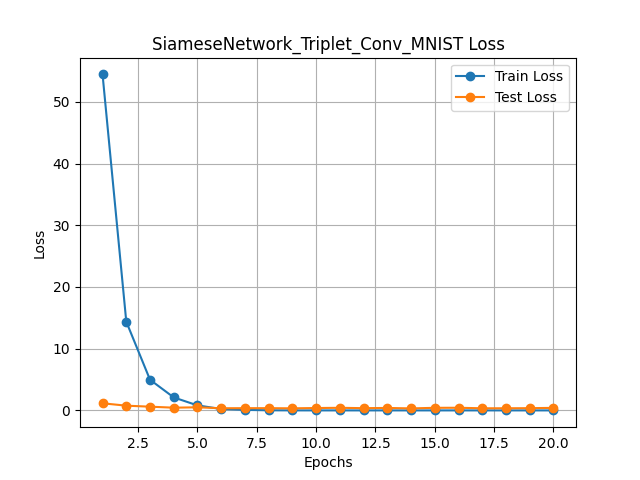 SiameseNetwork_Triplet_Conv_MNIST Loss
Train Loss
Test Loss
50
40
30
20
10
0
Loss
2.5 5.0 7.5 10.0 12.5 15.0 17.5 20.0
Epochs